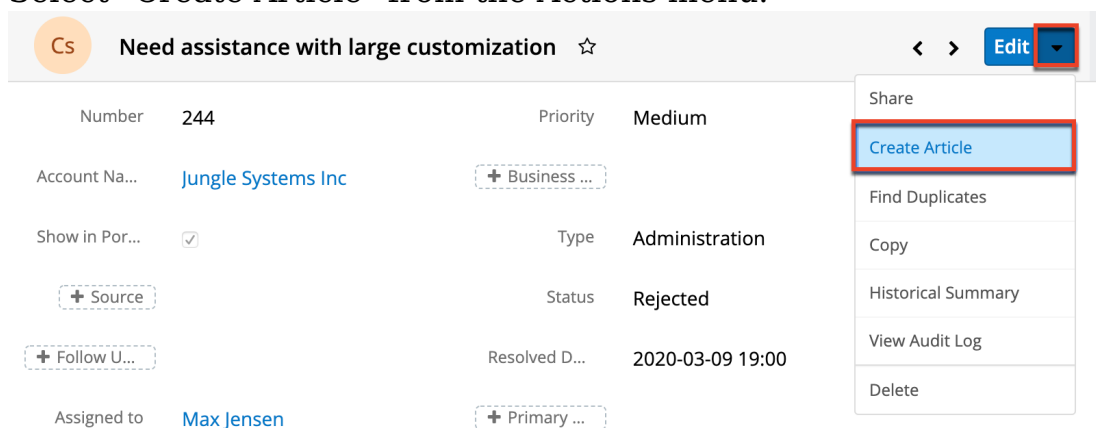 Select "Create Article" from the Actions menu.
Cs Need assistance with large customization Edit
Share
Number 244 Priority Medium
Create Article
Account Na... Jungle Systems Inc Business ...
Find Duplicates
Show in Por... Type Administration
Copy
Source Status Rejected
Historical Summary
View Audit Log
Follow U... Resolved D... 2020-03-09 19:00
Delete
Assigned to Max Jensen Primary ...